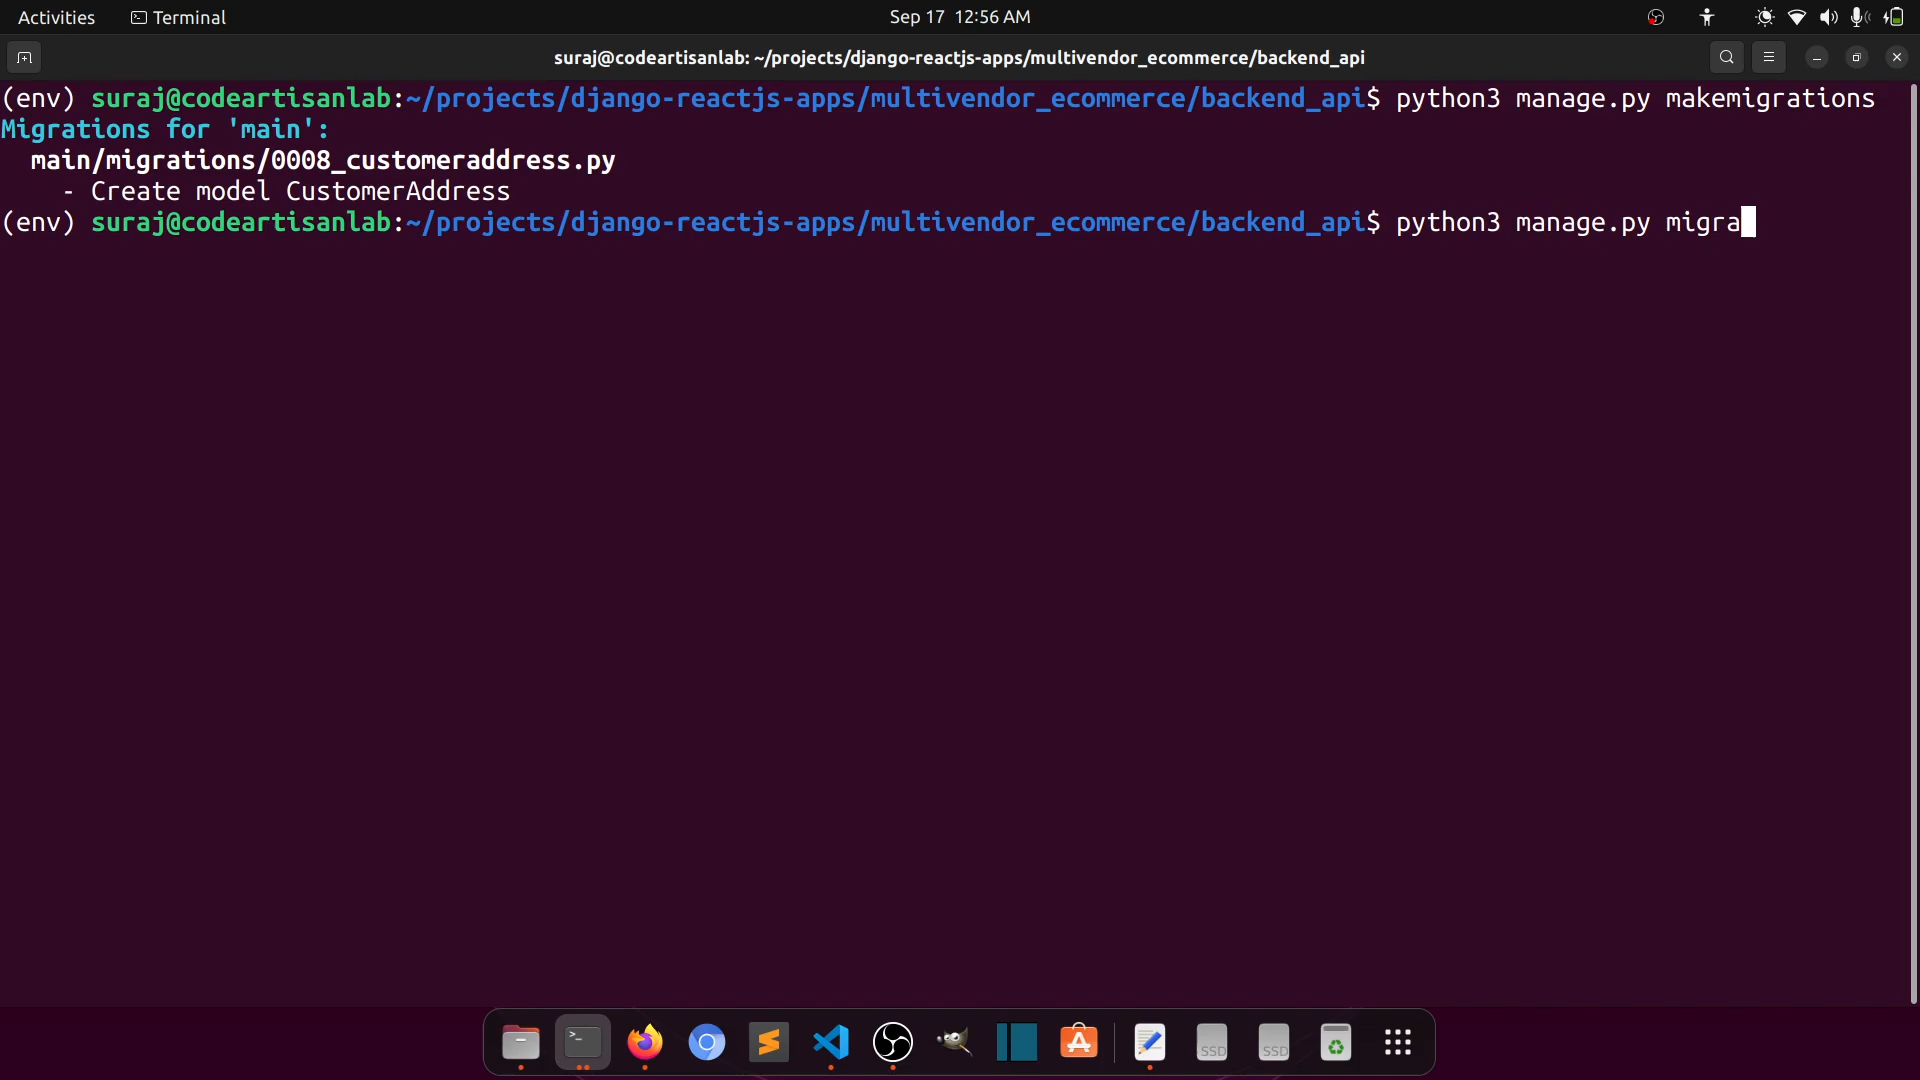 Activities
Terminal
Sep 17 12:56 AM
suraj@codeartisanlab: ~/projects/django-reactjs-apps/multivendor_ecommerce/backend_api
(env) suraj@codeartisanlab:~/projects/django-reactjs-apps/multivendor_ecommerce/backend_api$ python3 manage.py makemigrations
Migrations for 'main':
main/migrations/0008_customeraddress.py
- Create model CustomerAddress
(env) suraj@codeartisanlab:~/projects/django-reactjs-apps/multivendor_ecommerce/backend_api$ python3 manage.py migra
SSD
SSD